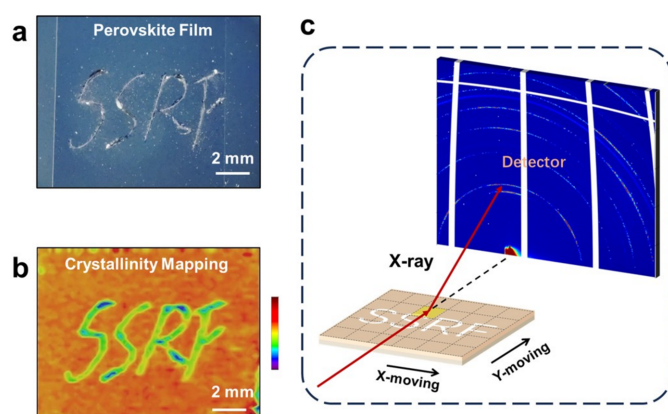 a
Perovskite Film
SSRF
2 mm
b
Crystallinity Mapping
SSRF
2 mm
c
Detector
X-ray
SSRF
X-moving
Y-moving